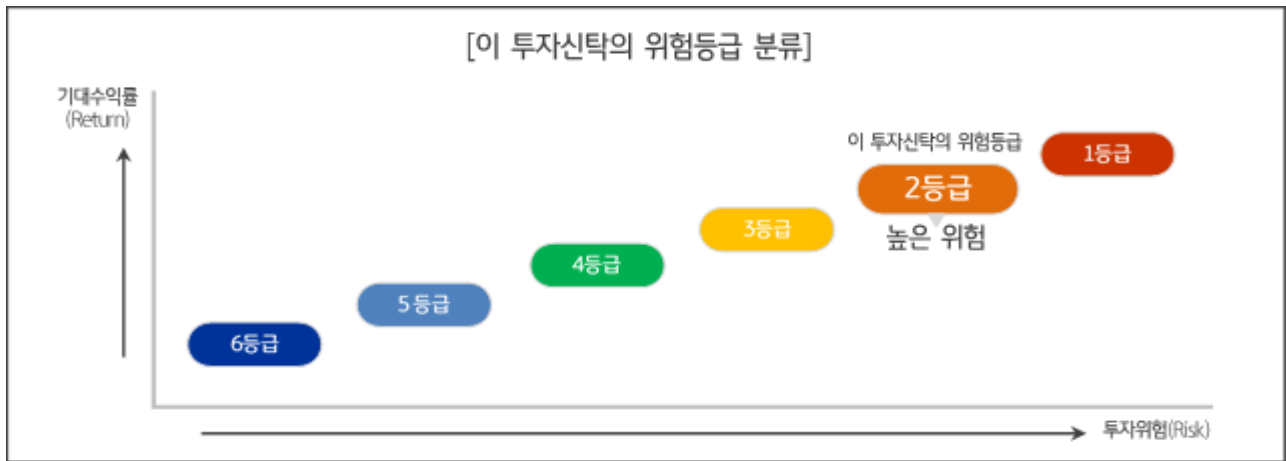 [이 투자신탁의 위험등급 분류]
기대수익률
(Return)
이 투자신탁의 위험등급
1등급
2등급
높은 위험
3등급
4등급
5등급
6등급
투자위험(Risk)